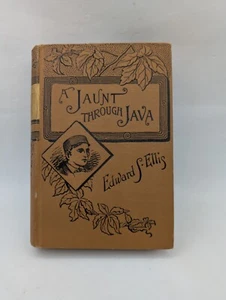 A JAUNT
THROUGH JAVA
Edward S. Ellis